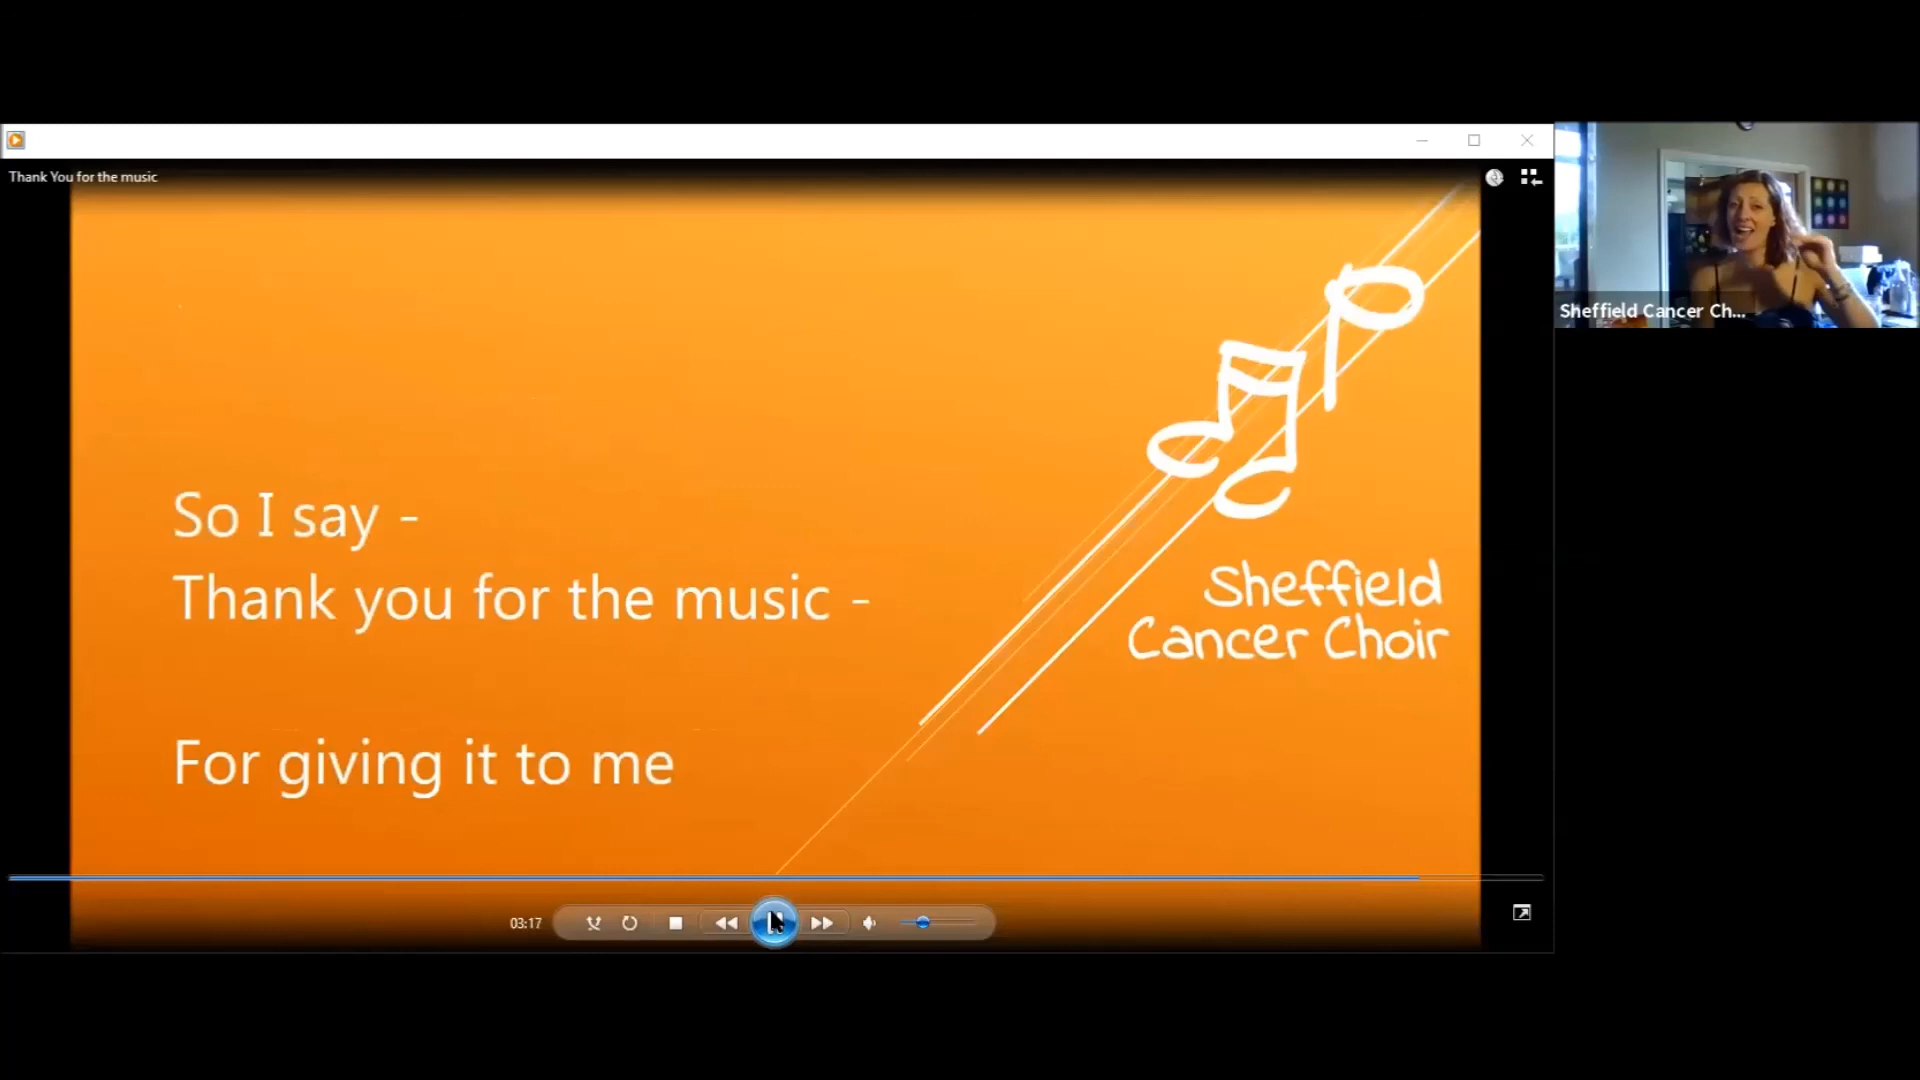 Thank You for the music
So I say -
Thank you for the music -
For giving it to me
Sheffield
Cancer Choir
Sheffield Cancer Ch...
03:17